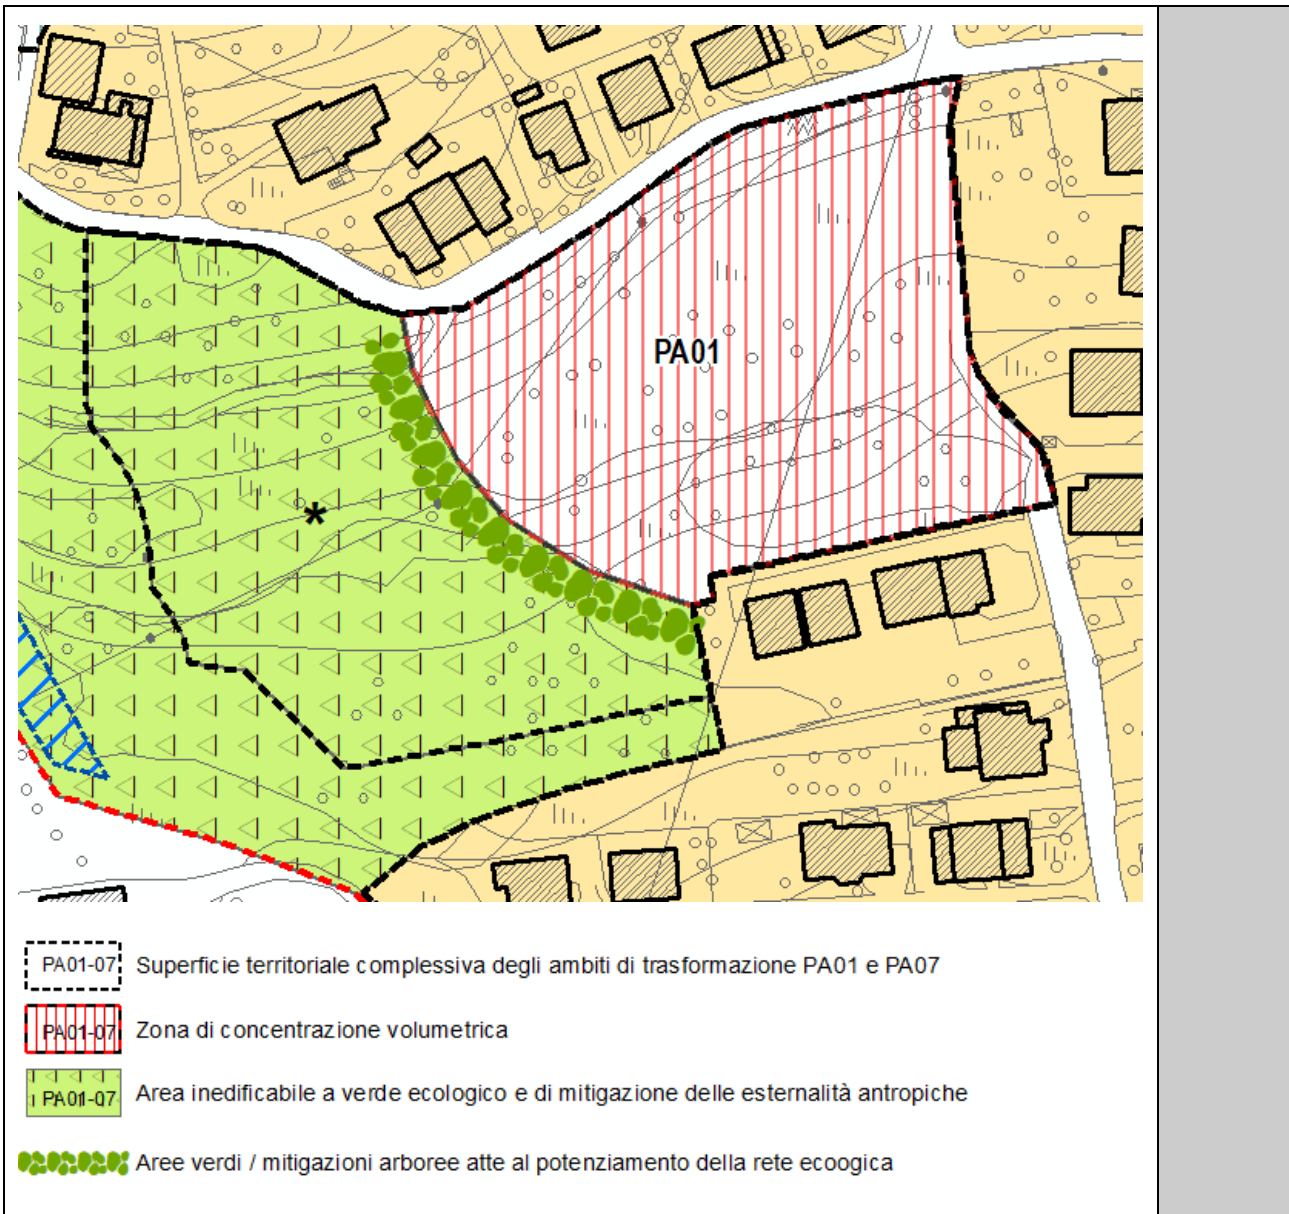 PA01
*
PA01-07 Superficie territoriale complessiva degli ambiti di trasformazione PA01 e PA07
PA01-07 Zona di concentrazione volumetrica
PA01-07 Area inedificabile a verde ecologico e di mitigazione delle esternalità antropiche
Aree verdi / mitigazioni arboree atte al potenziamento della rete ecoogica